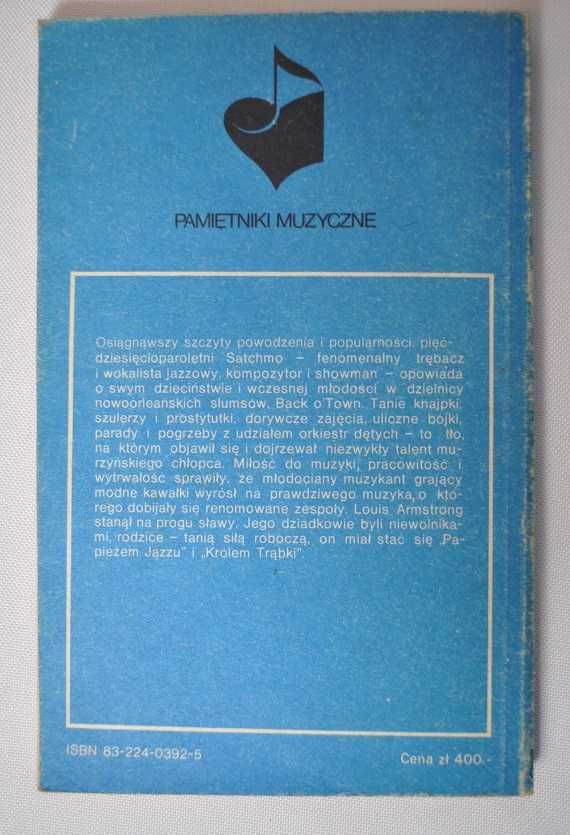 PAMIĘTNIKI MUZYCZNE
Osiągnąwszy szczyty powodzenia i popularności, pięć-
dziesięcioparoletni Satchmo – fenomenalny trębacz
i wokalista jazzowy, kompozytor i showman – opowiada
o swym dzieciństwie i wczesnej młodości w dzielnicy
nowoorleańskich slumsów, Back o'Town. Tanie knajpki,
szulerzy i prostytutki, dorywcze zajęcia, uliczne bójki,
parady i pogrzeby z udziałem orkiestr dętych – to tło,
na którym objawił się i dojrzewał niezwykły talent mu-
rzyńskiego chłopca. Miłość do muzyki, pracowitość i
wytrwałość sprawiły, że młodociany muzykant grający
modne kawałki wyrósł na prawdziwego muzyka, o któ-
rego dobijały się renomowane zespoły. Louis Armstrong
stanął na progu sławy. Jego dziadkowie byli niewolnika-
mi, rodzice – tanią siłą roboczą, on miał stać się „Pa-
pieżem Jazzu" i „Królem Trąbki".
ISBN 83-224-0392-5
Cena zł 400.-